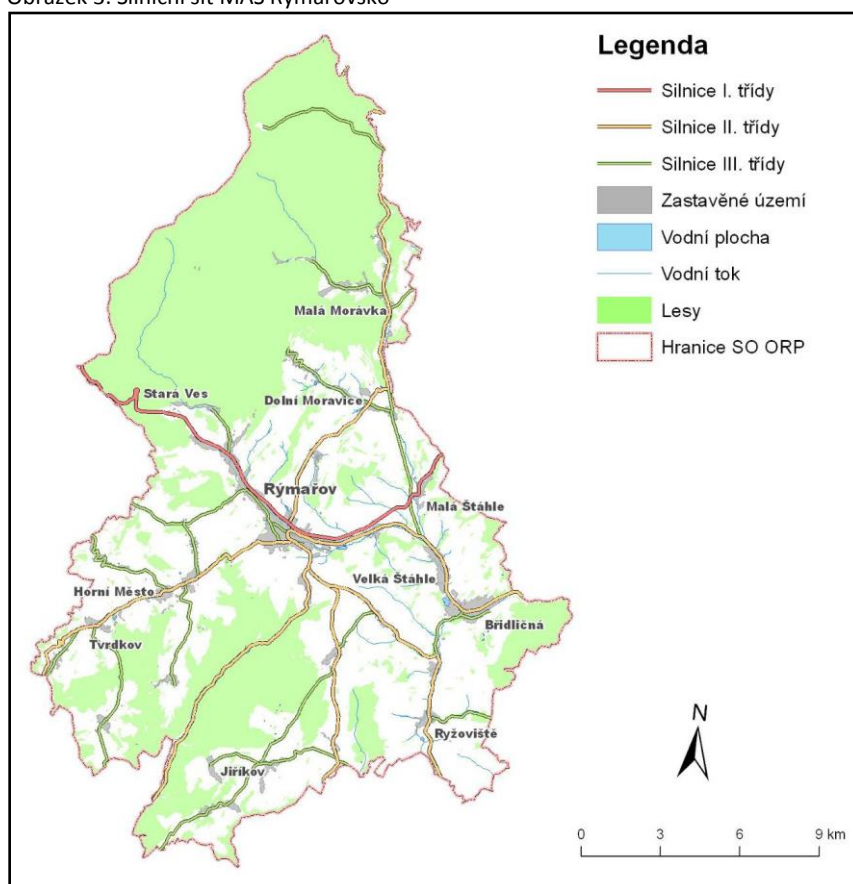 Obrázek 3: Silniční síť MAS Rýmařovsko
Legenda
Silnice I. třídy
Silnice II. třídy
Silnice III. třídy
Zastavěné území
Vodní plocha
Vodní tok
Lesy
Hranice SO ORP
Malá Morávka
Stará Ves
Dolní Moravice
Rýmařov
Malá Štáhle
Horní Město
Velká Štáhle
Tvrdkov
Břidličná
Ryžoviště
Jiříkov
N
0 3 6 9 km